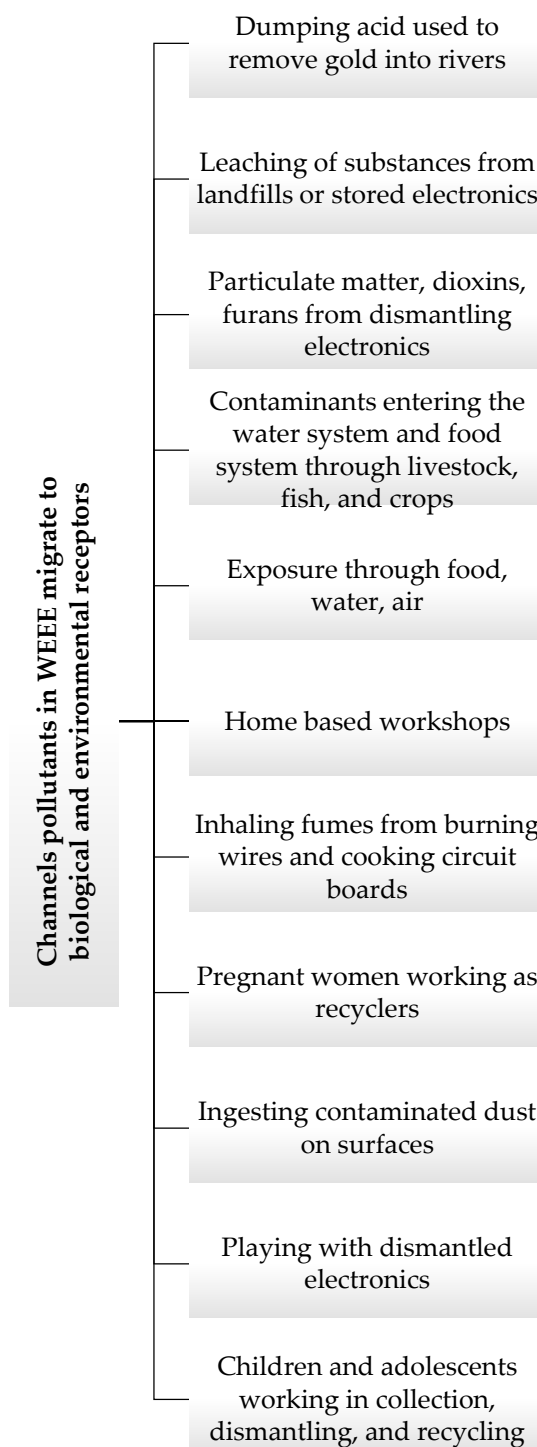 Channels pollutants in WEEE migrate to
biological and environmental receptors
Dumping acid used to
remove gold into rivers
Leaching of substances from
landfills or stored electronics
Particulate matter, dioxins,
furans from dismantling
electronics
Contaminants entering the
water system and food
system through livestock,
fish, and crops
Exposure through food,
water, air
Home based workshops
Inhaling fumes from burning
wires and cooking circuit
boards
Pregnant women working as
recyclers
Ingesting contaminated dust
on surfaces
Playing with dismantled
electronics
Children and adolescents
working in collection,
dismantling, and recycling